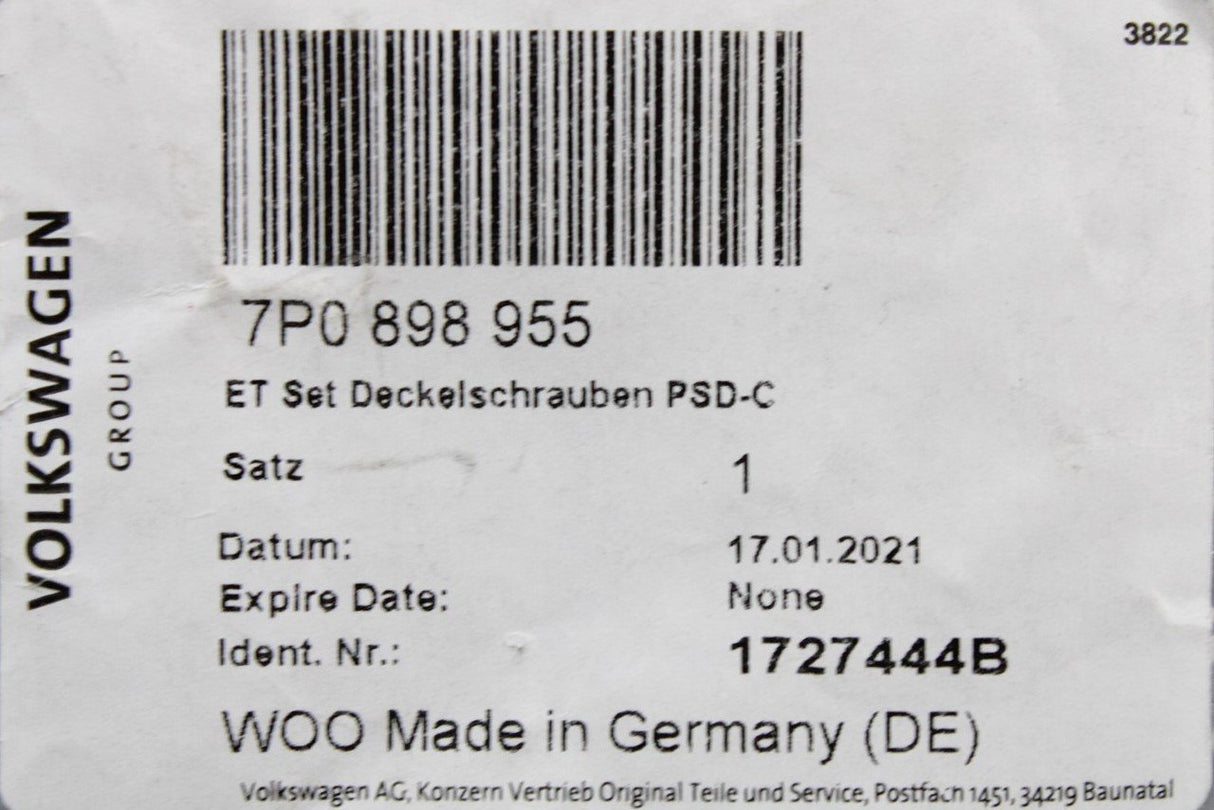 3822
VOLKSWAGEN
GROUP
7P0 898 955
ET Set Deckelschrauben PSD-C
Satz 1
Datum: 17.01.2021
Expire Date: None
Ident. Nr.: 1727444B
WOO Made in Germany (DE)
Volkswagen AG, Konzern Vertrieb Original Teile und Service, Postfach 1451, 34219 Baunatal